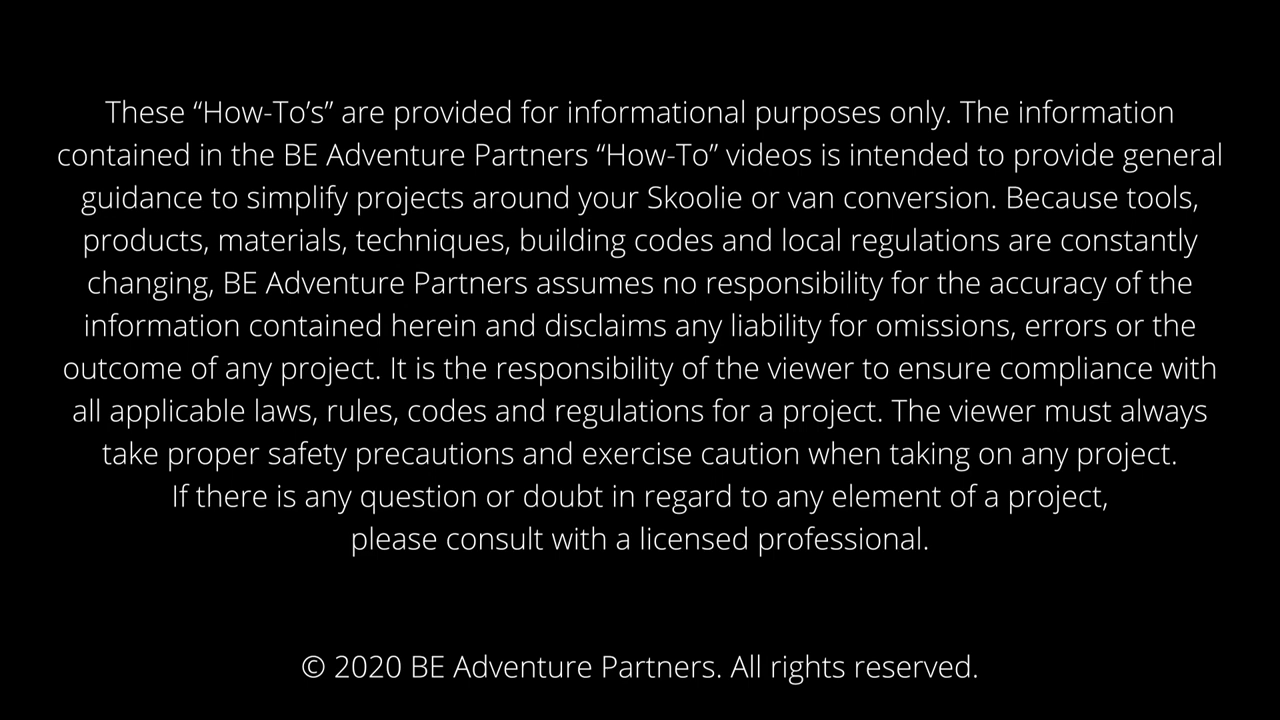 These “How-To’s” are provided for informational purposes only. The information
contained in the BE Adventure Partners “How-To” videos is intended to provide general
guidance to simplify projects around your Skoolie or van conversion. Because tools,
products, materials, techniques, building codes and local regulations are constantly
changing, BE Adventure Partners assumes no responsibility for the accuracy of the
information contained herein and disclaims any liability for omissions, errors or the
outcome of any project. It is the responsibility of the viewer to ensure compliance with
all applicable laws, rules, codes and regulations for a project. The viewer must always
take proper safety precautions and exercise caution when taking on any project.
If there is any question or doubt in regard to any element of a project,
please consult with a licensed professional.
© 2020 BE Adventure Partners. All rights reserved.